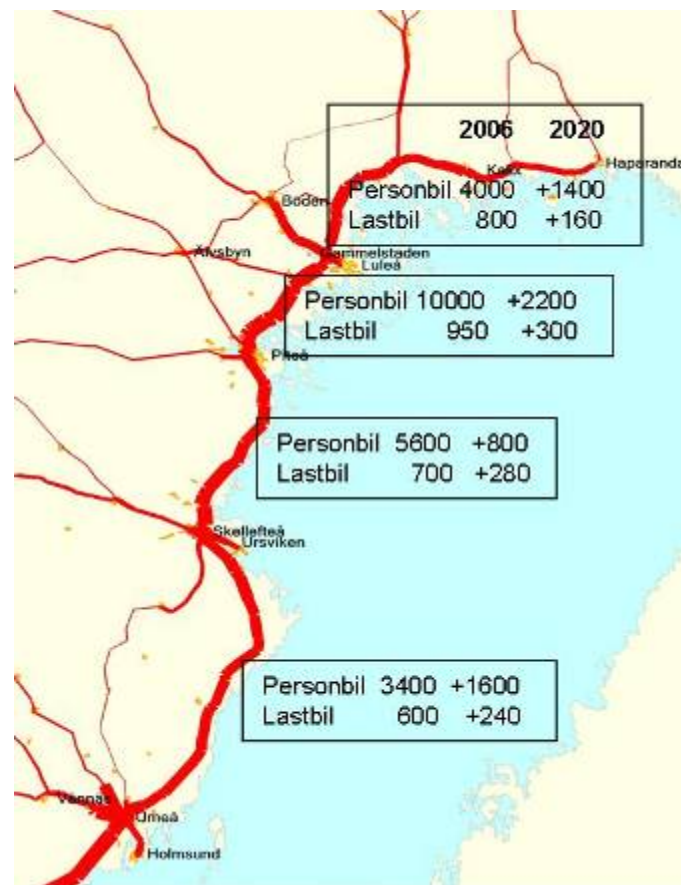 2006 2020
Haparanda
Kalix
Personbil 4000 +1400
Boden
Lastbil 800 +160
Älvsbyn
Gammelstaden
Luleå
Personbil 10000 +2200
Lastbil 950 +300
Piteå
Personbil 5600 +800
Lastbil 700 +280
Skellefteå
Ursviken
Personbil 3400 +1600
Lastbil 600 +240
Vännäs
Umeå
Holmsund